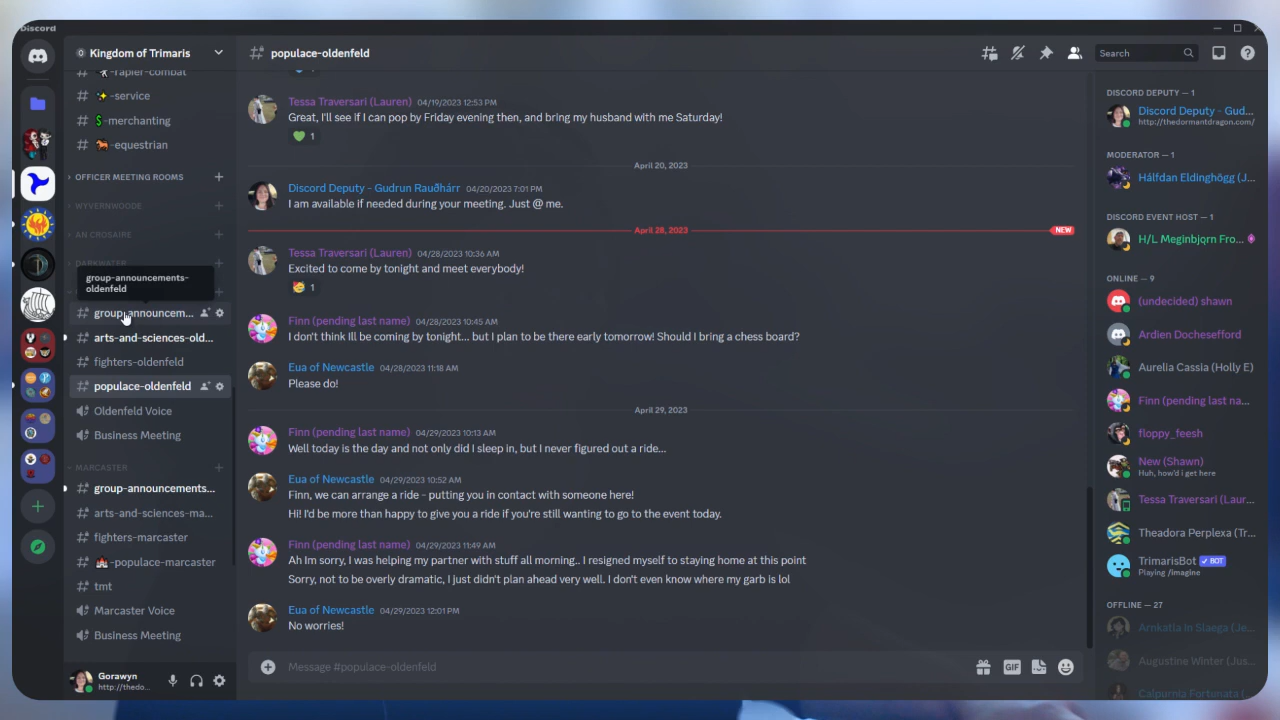 Discord
Kingdom of Trimaris
-rapier-combat
-service
-merchanting
-equestrian
OFFICER MEETING ROOMS
WYVERNWOODE
AN CROSAIRE
DARKWATER
group-announcements-
oldenfeld
group-announcem...
arts-and-sciences-old...
fighters-oldenfeld
populace-oldenfeld
Oldenfeld Voice
Business Meeting
MARCASTER
group-announcements...
arts-and-sciences-ma...
fighters-marcaster
-populace-marcaster
tmt
Marcaster Voice
Business Meeting
Gorawyn
http://thedo...
populace-oldenfeld
Search
Tessa Traversari (Lauren) 04/19/2023 12:53 PM
Great, I'll see if I can pop by Friday evening then, and bring my husband with me Saturday!
1
April 20, 2023
Discord Deputy - Gudrun Rauðhárr 04/20/2023 7:01 PM
I am available if needed during your meeting. Just @ me.
April 28, 2023
NEW
Tessa Traversari (Lauren) 04/28/2023 10:36 AM
Excited to come by tonight and meet everybody!
1
Finn (pending last name) 04/28/2023 10:45 AM
I don't think Ill be coming by tonight... but I plan to be there early tomorrow! Should I bring a chess board?
Eua of Newcastle 04/28/2023 11:18 AM
Please do!
April 29, 2023
Finn (pending last name) 04/29/2023 10:13 AM
Well today is the day and not only did I sleep in, but I never figured out a ride...
Eua of Newcastle 04/29/2023 10:52 AM
Finn, we can arrange a ride - putting you in contact with someone here!
Hi! I'd be more than happy to give you a ride if you're still wanting to go to the event today.
Finn (pending last name) 04/29/2023 11:49 AM
Ah Im sorry, I was helping my partner with stuff all morning.. I resigned myself to staying home at this point
Sorry, not to be overly dramatic, I just didn't plan ahead very well. I don't even know where my garb is lol
Eua of Newcastle 04/29/2023 12:01 PM
No worries!
Message #populace-oldenfeld
GIF
DISCORD DEPUTY — 1
Discord Deputy - Gud...
http://thedormantdragon.com/
MODERATOR — 1
Hálfdan Eldinghögg (J...
DISCORD EVENT HOST — 1
H/L Meginbjqrn Fro...
ONLINE — 9
(undecided) shawn
Ardien Dochesefford
Aurelia Cassia (Holly E)
Finn (pending last na...
floppy_feesh
New (Shawn)
Huh, how'd i get here
Tessa Traversari (Laur...
Theadora Perplexa (Tr...
TrimarisBot BOT
Playing /imagine
OFFLINE — 27
Arnkatla In Slaega (Je...
Augustine Winter (Jus...
Calpurnia Fortunata (...